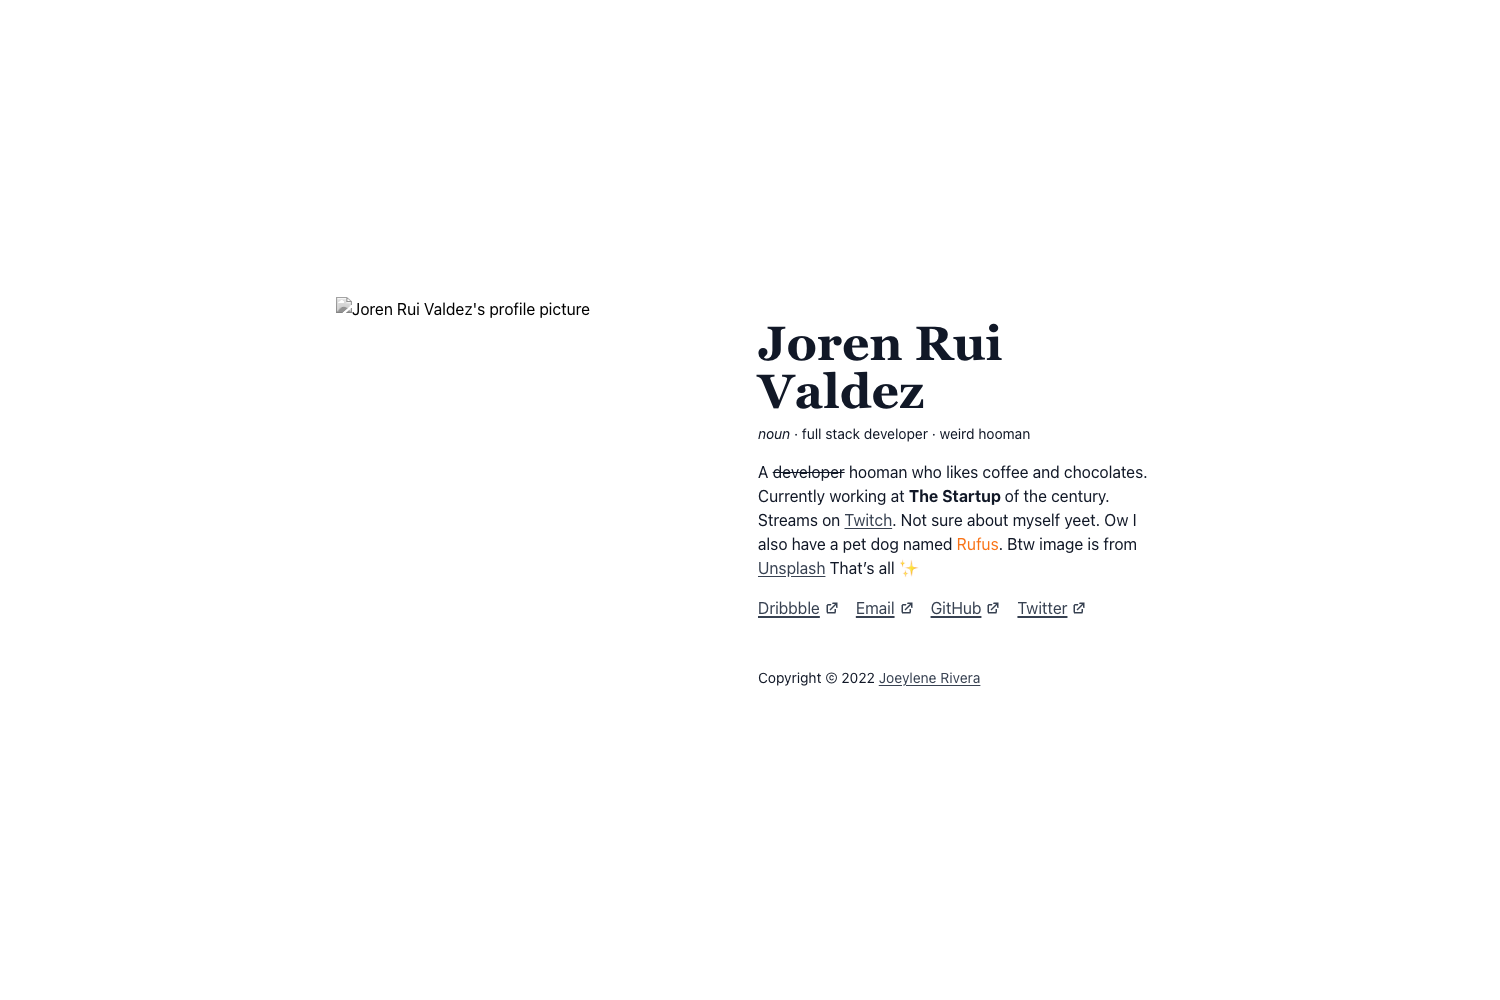 Joren Rui Valdez's profile picture
Joren Rui
Valdez
noun · full stack developer · weird hooman
A developer hooman who likes coffee and chocolates.
Currently working at The Startup of the century.
Streams on Twitch. Not sure about myself yeet. Ow I
also have a pet dog named Rufus. Btw image is from
Unsplash That's all ✨
Dribbble Email GitHub Twitter
Copyright © 2022 Joeylene Rivera